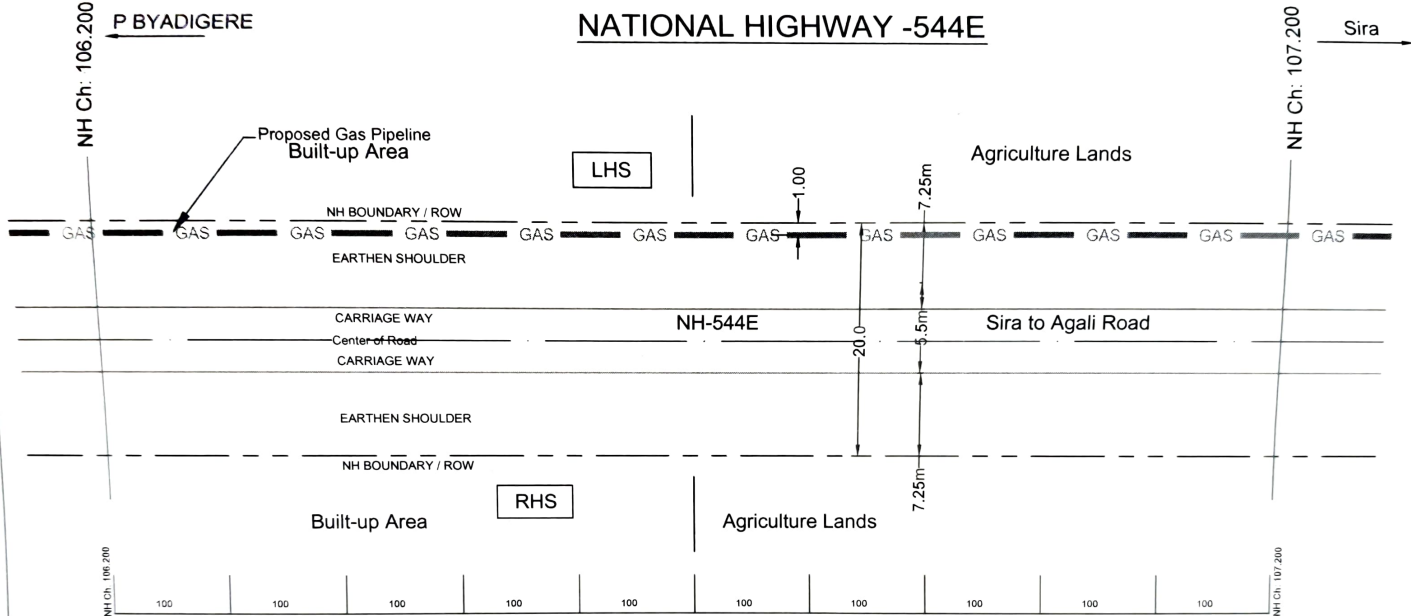 NH Ch: 106.200
P BYADIGERE
NATIONAL HIGHWAY -544E
NH Ch: 107.200
Sira
Proposed Gas Pipeline
Built-up Area
LHS
Agriculture Lands
1.00
7.25m
NH BOUNDARY / ROW
GAS GAS GAS GAS GAS GAS GAS GAS GAS GAS GAS GAS
EARTHEN SHOULDER
CARRIAGE WAY
NH-544E
Sira to Agali Road
20.0
5.5m
Center of Road
CARRIAGE WAY
EARTHEN SHOULDER
NH BOUNDARY / ROW
7.25m
RHS
Built-up Area
Agriculture Lands
NH Ch: 106.200
100 100 100 100 100 100 100 100 100 100
NH Ch: 107.200